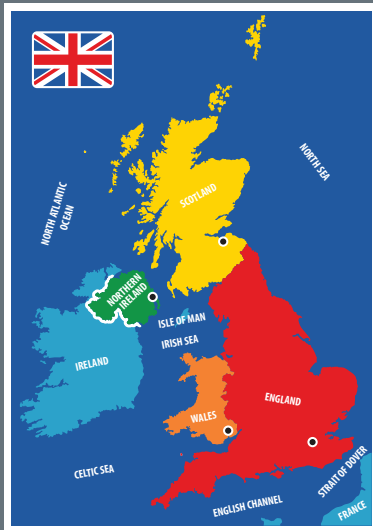 NORTH SEA
SCOTLAND
NORTH ATLANTIC
OCEAN
NORTHERN
IRELAND
ISLE OF MAN
IRISH SEA
IRELAND
ENGLAND
WALES
CELTIC SEA
STRAIT OF DOVER
ENGLISH CHANNEL
FRANCE